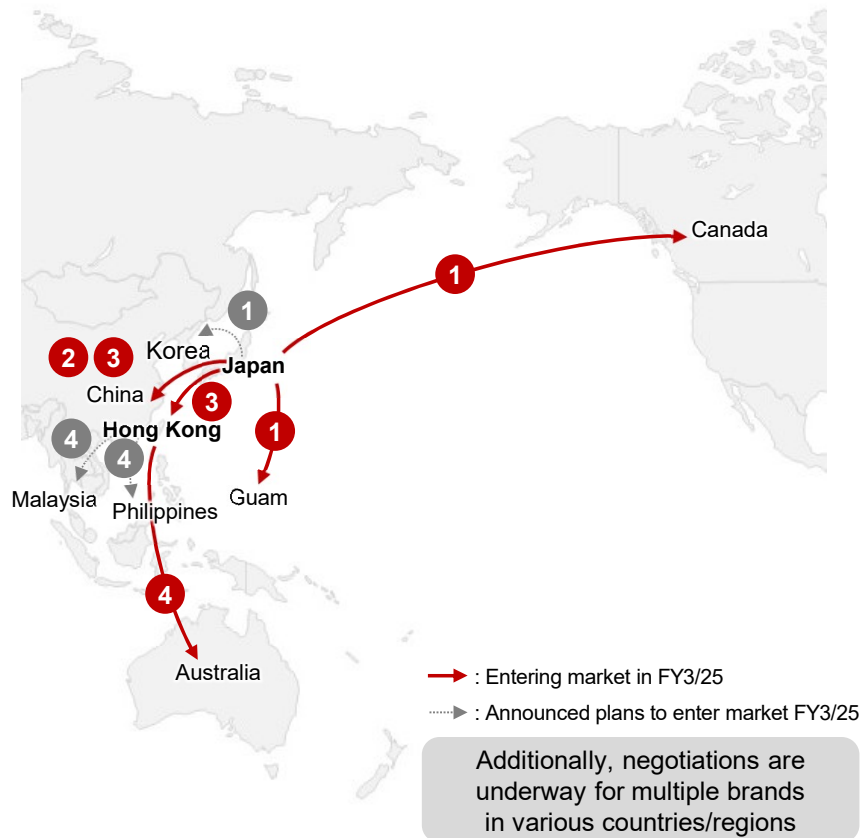 Canada
1
1
Korea
2
3
Japan
China
3
Hong Kong
1
4
4
Malaysia
Philippines
Guam
4
Australia
: Entering market in FY3/25
: Announced plans to enter market FY3/25
Additionally, negotiations are
underway for multiple brands
in various countries/regions